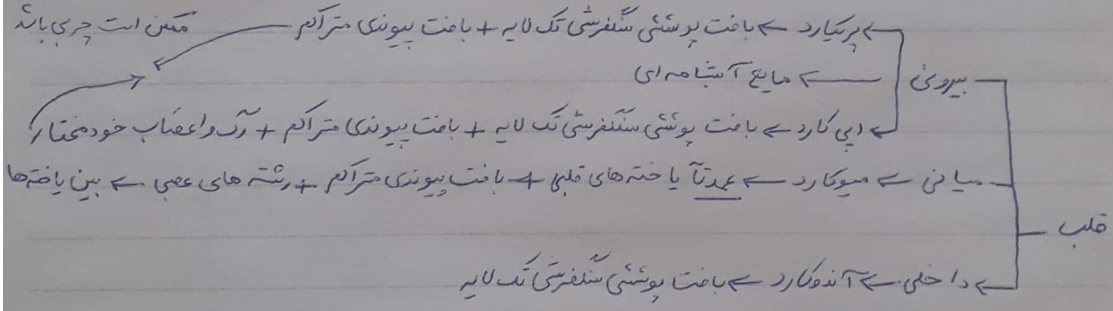 پریکارد ← بافت پوششی سنگفرشی تک لایه + بافت پیوندی متراکم ← ممکن است چربی باشد
بیرونی ← مایع آبشامه ای
اپی کارد ← بافت پوششی سنگفرشی تک لایه + بافت پیوندی متراکم + رگ و اعصاب خودمختار
میانی ← میوکارد ← عمدتاً یاخته های قلبی + بافت پیوندی متراکم + رشته های عصبی ← بین یاخته ها
قلب
داخلی ← آندوکارد ← بافت پوششی سنگفرشی تک لایه